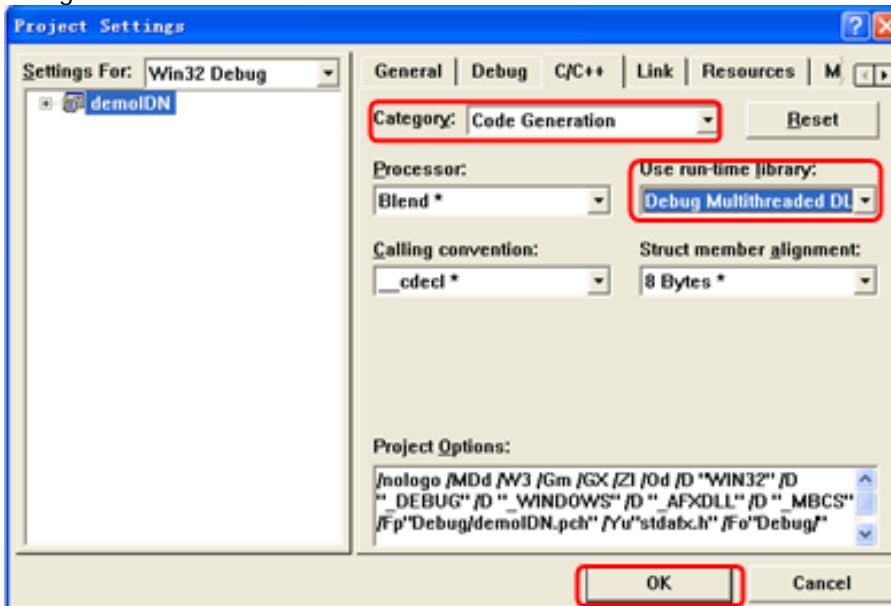 Project Settings
Settings For: Win32 Debug
demoIDN
General Debug C/C++ Link Resources M
Category: Code Generation Reset
Processor: Use run-time library:
Blend * Debug Multithreaded DL
Calling convention: Struct member alignment:
__cdecl * 8 Bytes *
Project Options:
/nologo /MDd /W3 /Gm /GX /ZI /Od /D "WIN32" /D
"_DEBUG" /D "_WINDOWS" /D "_AFXDLL" /D "_MBCS"
/Fp"Debug/demoIDN.pch" /Yu"stdafx.h" /Fo"Debug/"
OK Cancel